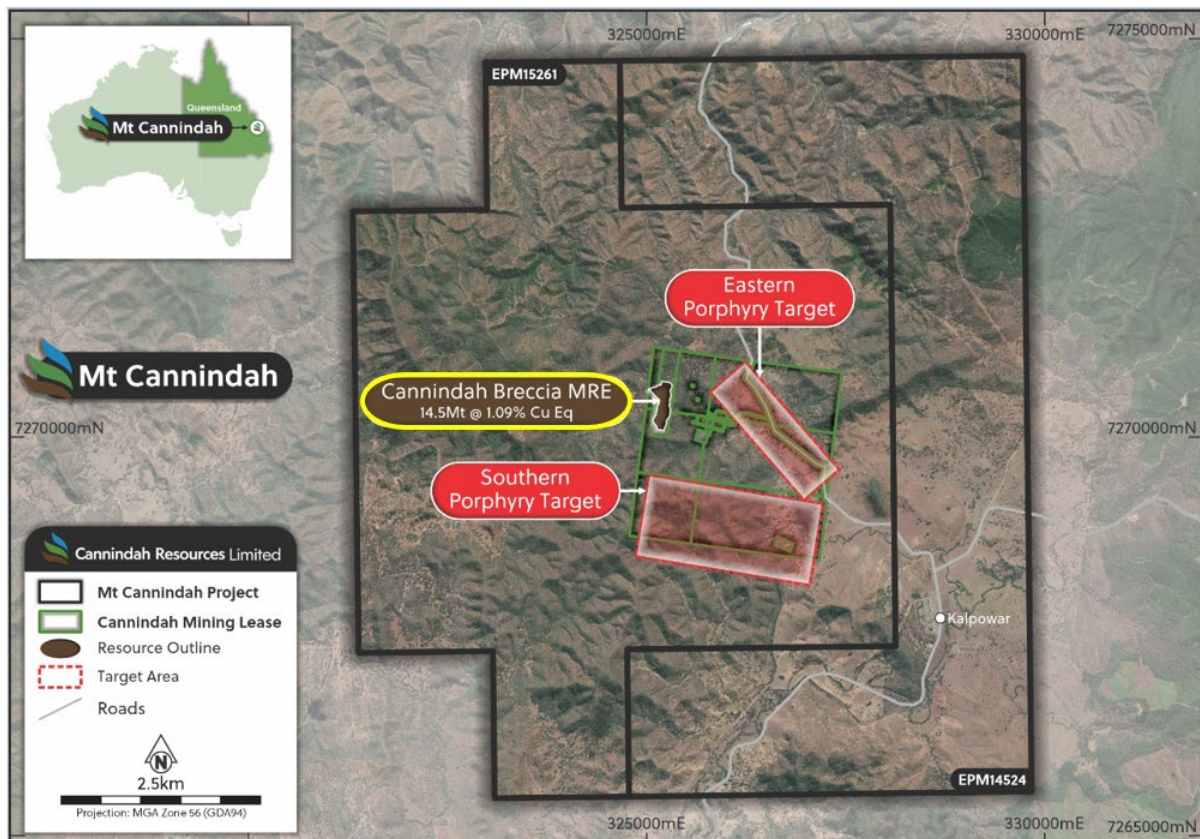 325000mE
330000mE
7275000mN
EPM15261
Queensland
Mt Cannindah
Eastern
Porphyry Target
Mt Cannindah
Cannindah Breccia MRE
14.5Mt @ 1.09% Cu Eq
7270000mN
7270000mN
Southern
Porphyry Target
Cannindah Resources Limited
Mt Cannindah Project
Cannindah Mining Lease
Resource Outline
Target Area
Roads
N
2.5km
Projection: MGA Zone 56 (GDA94)
Kalpowar
EPM14524
325000mE
330000mE
7265000mN